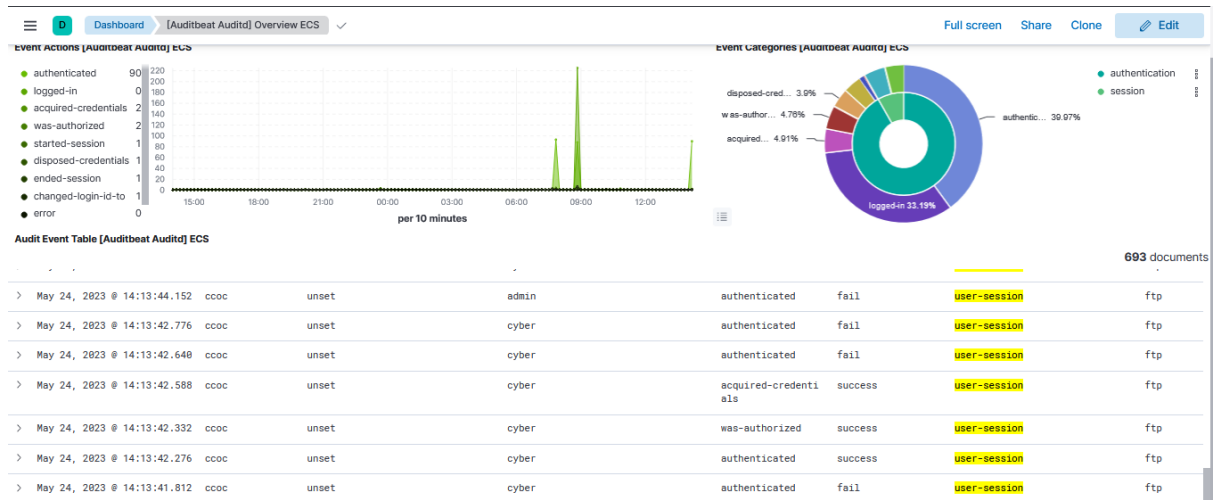 D Dashboard [Auditbeat Auditd] Overview ECS Full screen Share Clone Edit
Event Actions [Auditbeat Auditd] ECS
authenticated 90
logged-in 0
acquired-credentials 2
was-authorized 2
started-session 1
disposed-credentials 1
ended-session 1
changed-login-id-to 1
error 0
220
200
180
160
140
120
100
80
60
40
20
0
15:00 18:00 21:00 00:00 03:00 06:00 09:00 12:00
per 10 minutes
Event Categories [Auditbeat Auditd] ECS
disposed-cred... 3.9%
was-author... 4.76%
acquired... 4.91%
authentic... 39.97%
logged-in 33.19%
authentication
session
Audit Event Table [Auditbeat Auditd] ECS
693 documents
May 24, 2023 @ 14:13:44.152 ccoc unset admin authenticated fail user-session ftp
May 24, 2023 @ 14:13:42.776 ccoc unset cyber authenticated fail user-session ftp
May 24, 2023 @ 14:13:42.640 ccoc unset cyber authenticated fail user-session ftp
May 24, 2023 @ 14:13:42.588 ccoc unset cyber acquired-credenti success user-session ftp
als
May 24, 2023 @ 14:13:42.332 ccoc unset cyber was-authorized success user-session ftp
May 24, 2023 @ 14:13:42.276 ccoc unset cyber authenticated success user-session ftp
May 24, 2023 @ 14:13:41.812 ccoc unset cyber authenticated fail user-session ftp